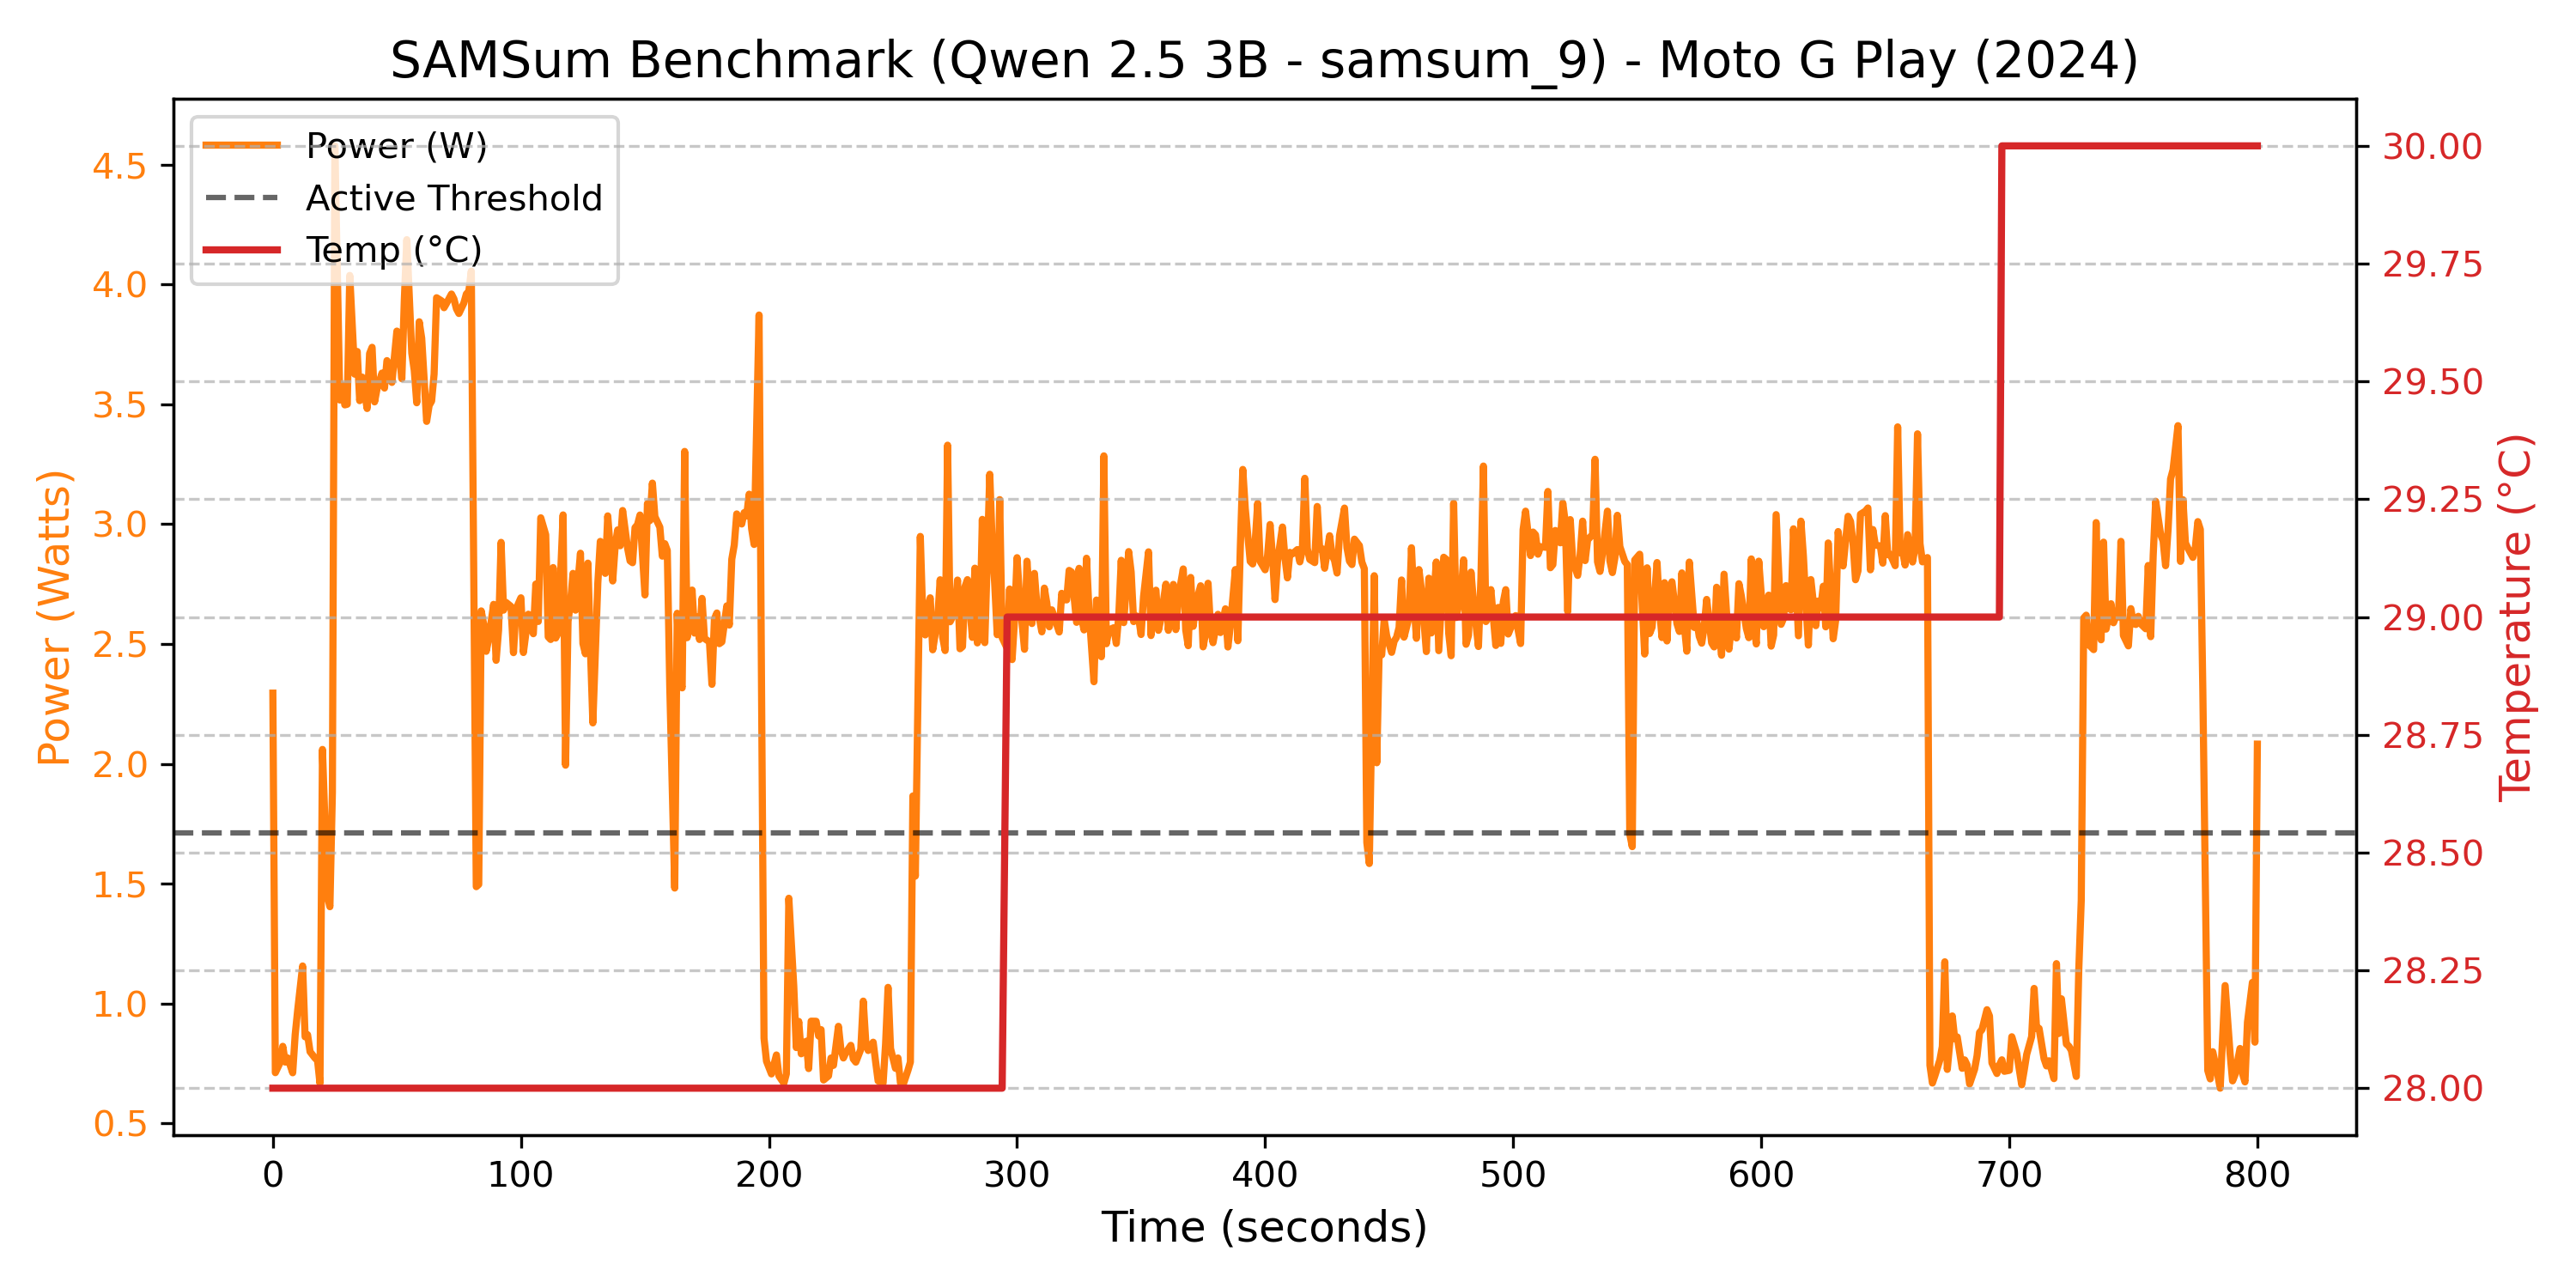 SAMSum Benchmark (Qwen 2.5 3B - samsum_9) - Moto G Play (2024)
Power (W)
Active Threshold
Temp (°C)
Power (Watts)
4.5
4.0
3.5
3.0
2.5
2.0
1.5
1.0
0.5
30.00
29.75
29.50
29.25
29.00
28.75
28.50
28.25
28.00
Temperature (°C)
0 100 200 300 400 500 600 700 800
Time (seconds)